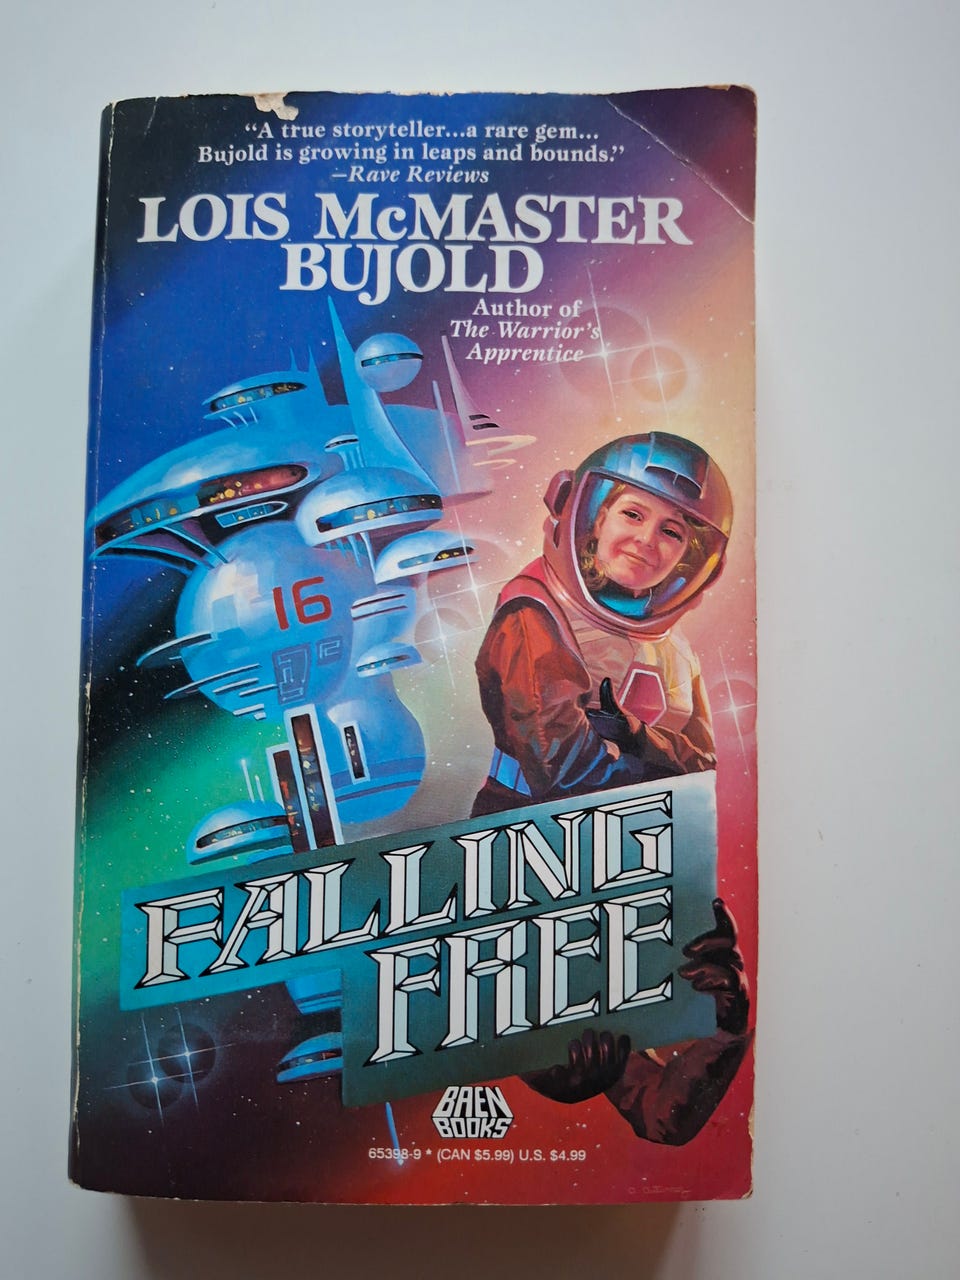 “A true storyteller...a rare gem...
Bujold is growing in leaps and bounds.”
—Rave Reviews
LOIS McMASTER
BUJOLD
Author of
The Warrior's
Apprentice
16
FALLING
FREE
BAEN
BOOKS
65398-9 * (CAN $5.99) U.S. $4.99